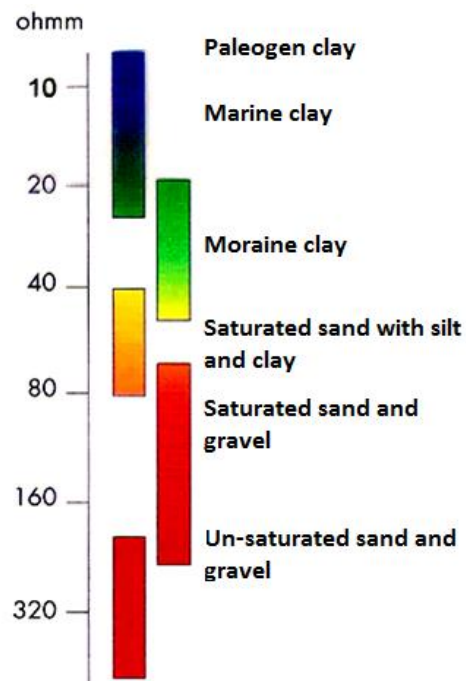 ohmm
Paleogen clay
10
Marine clay
20
Moraine clay
40
Saturated sand with silt
and clay
80
Saturated sand and
gravel
160
Un-saturated sand and
gravel
320